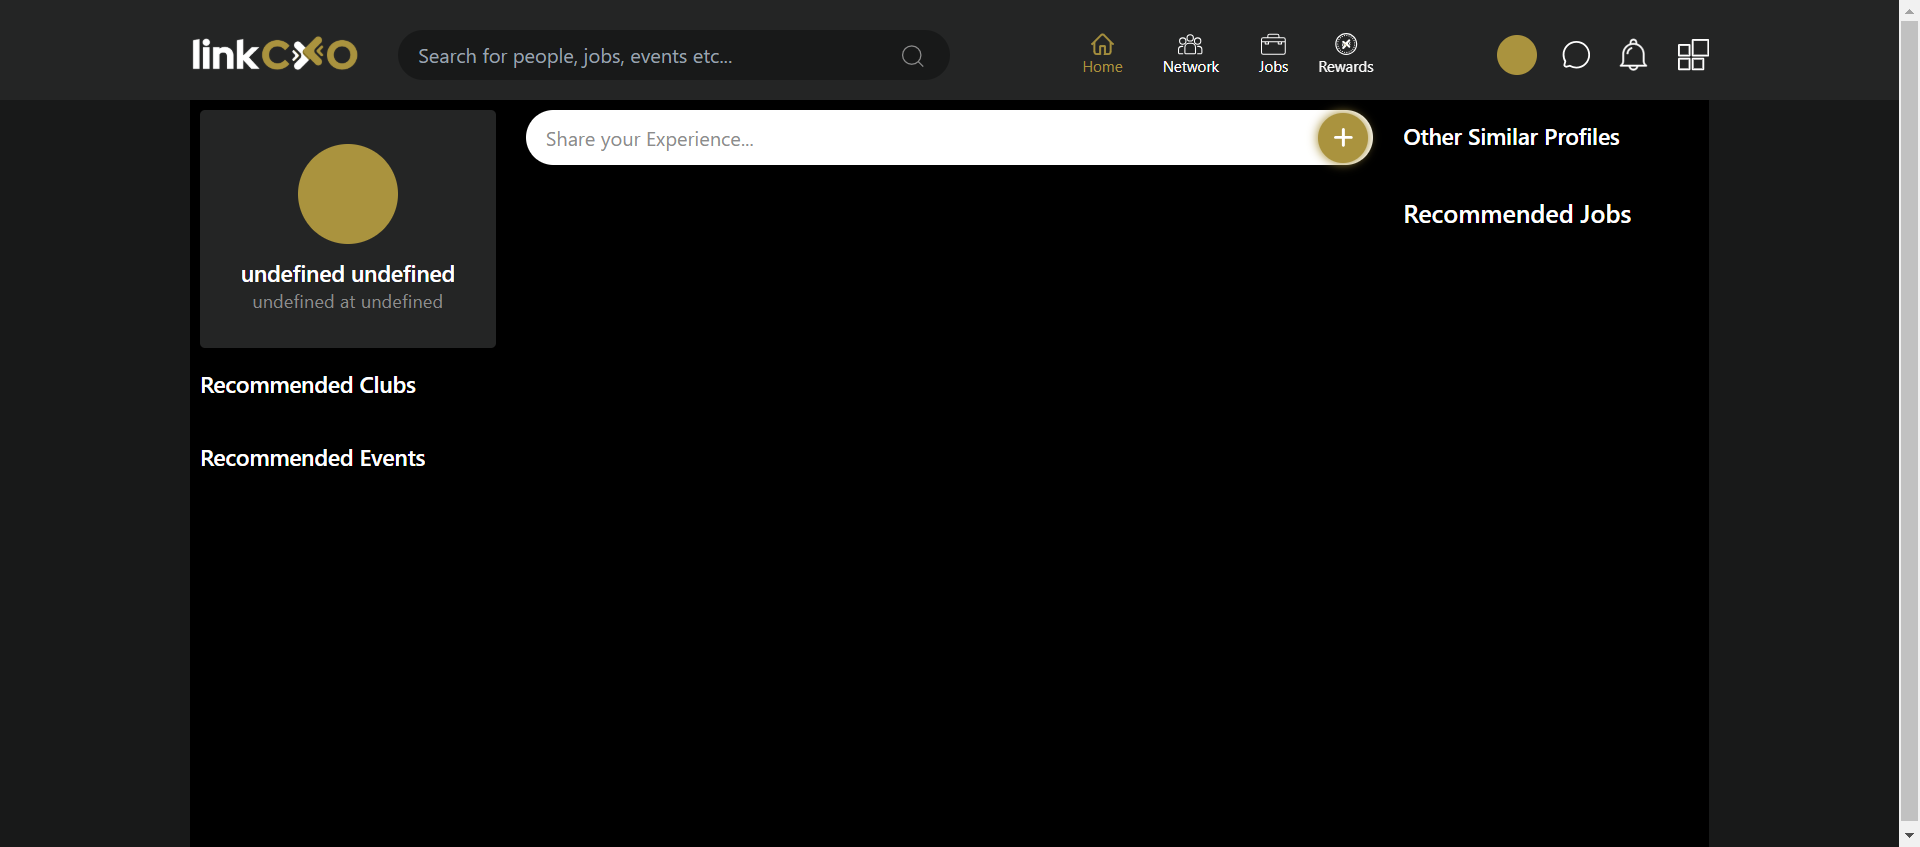 linkCXO
Search for people, jobs, events etc...
Home
Network
Jobs
Rewards
undefined undefined
undefined at undefined
Recommended Clubs
Recommended Events
Share your Experience...
Other Similar Profiles
Recommended Jobs